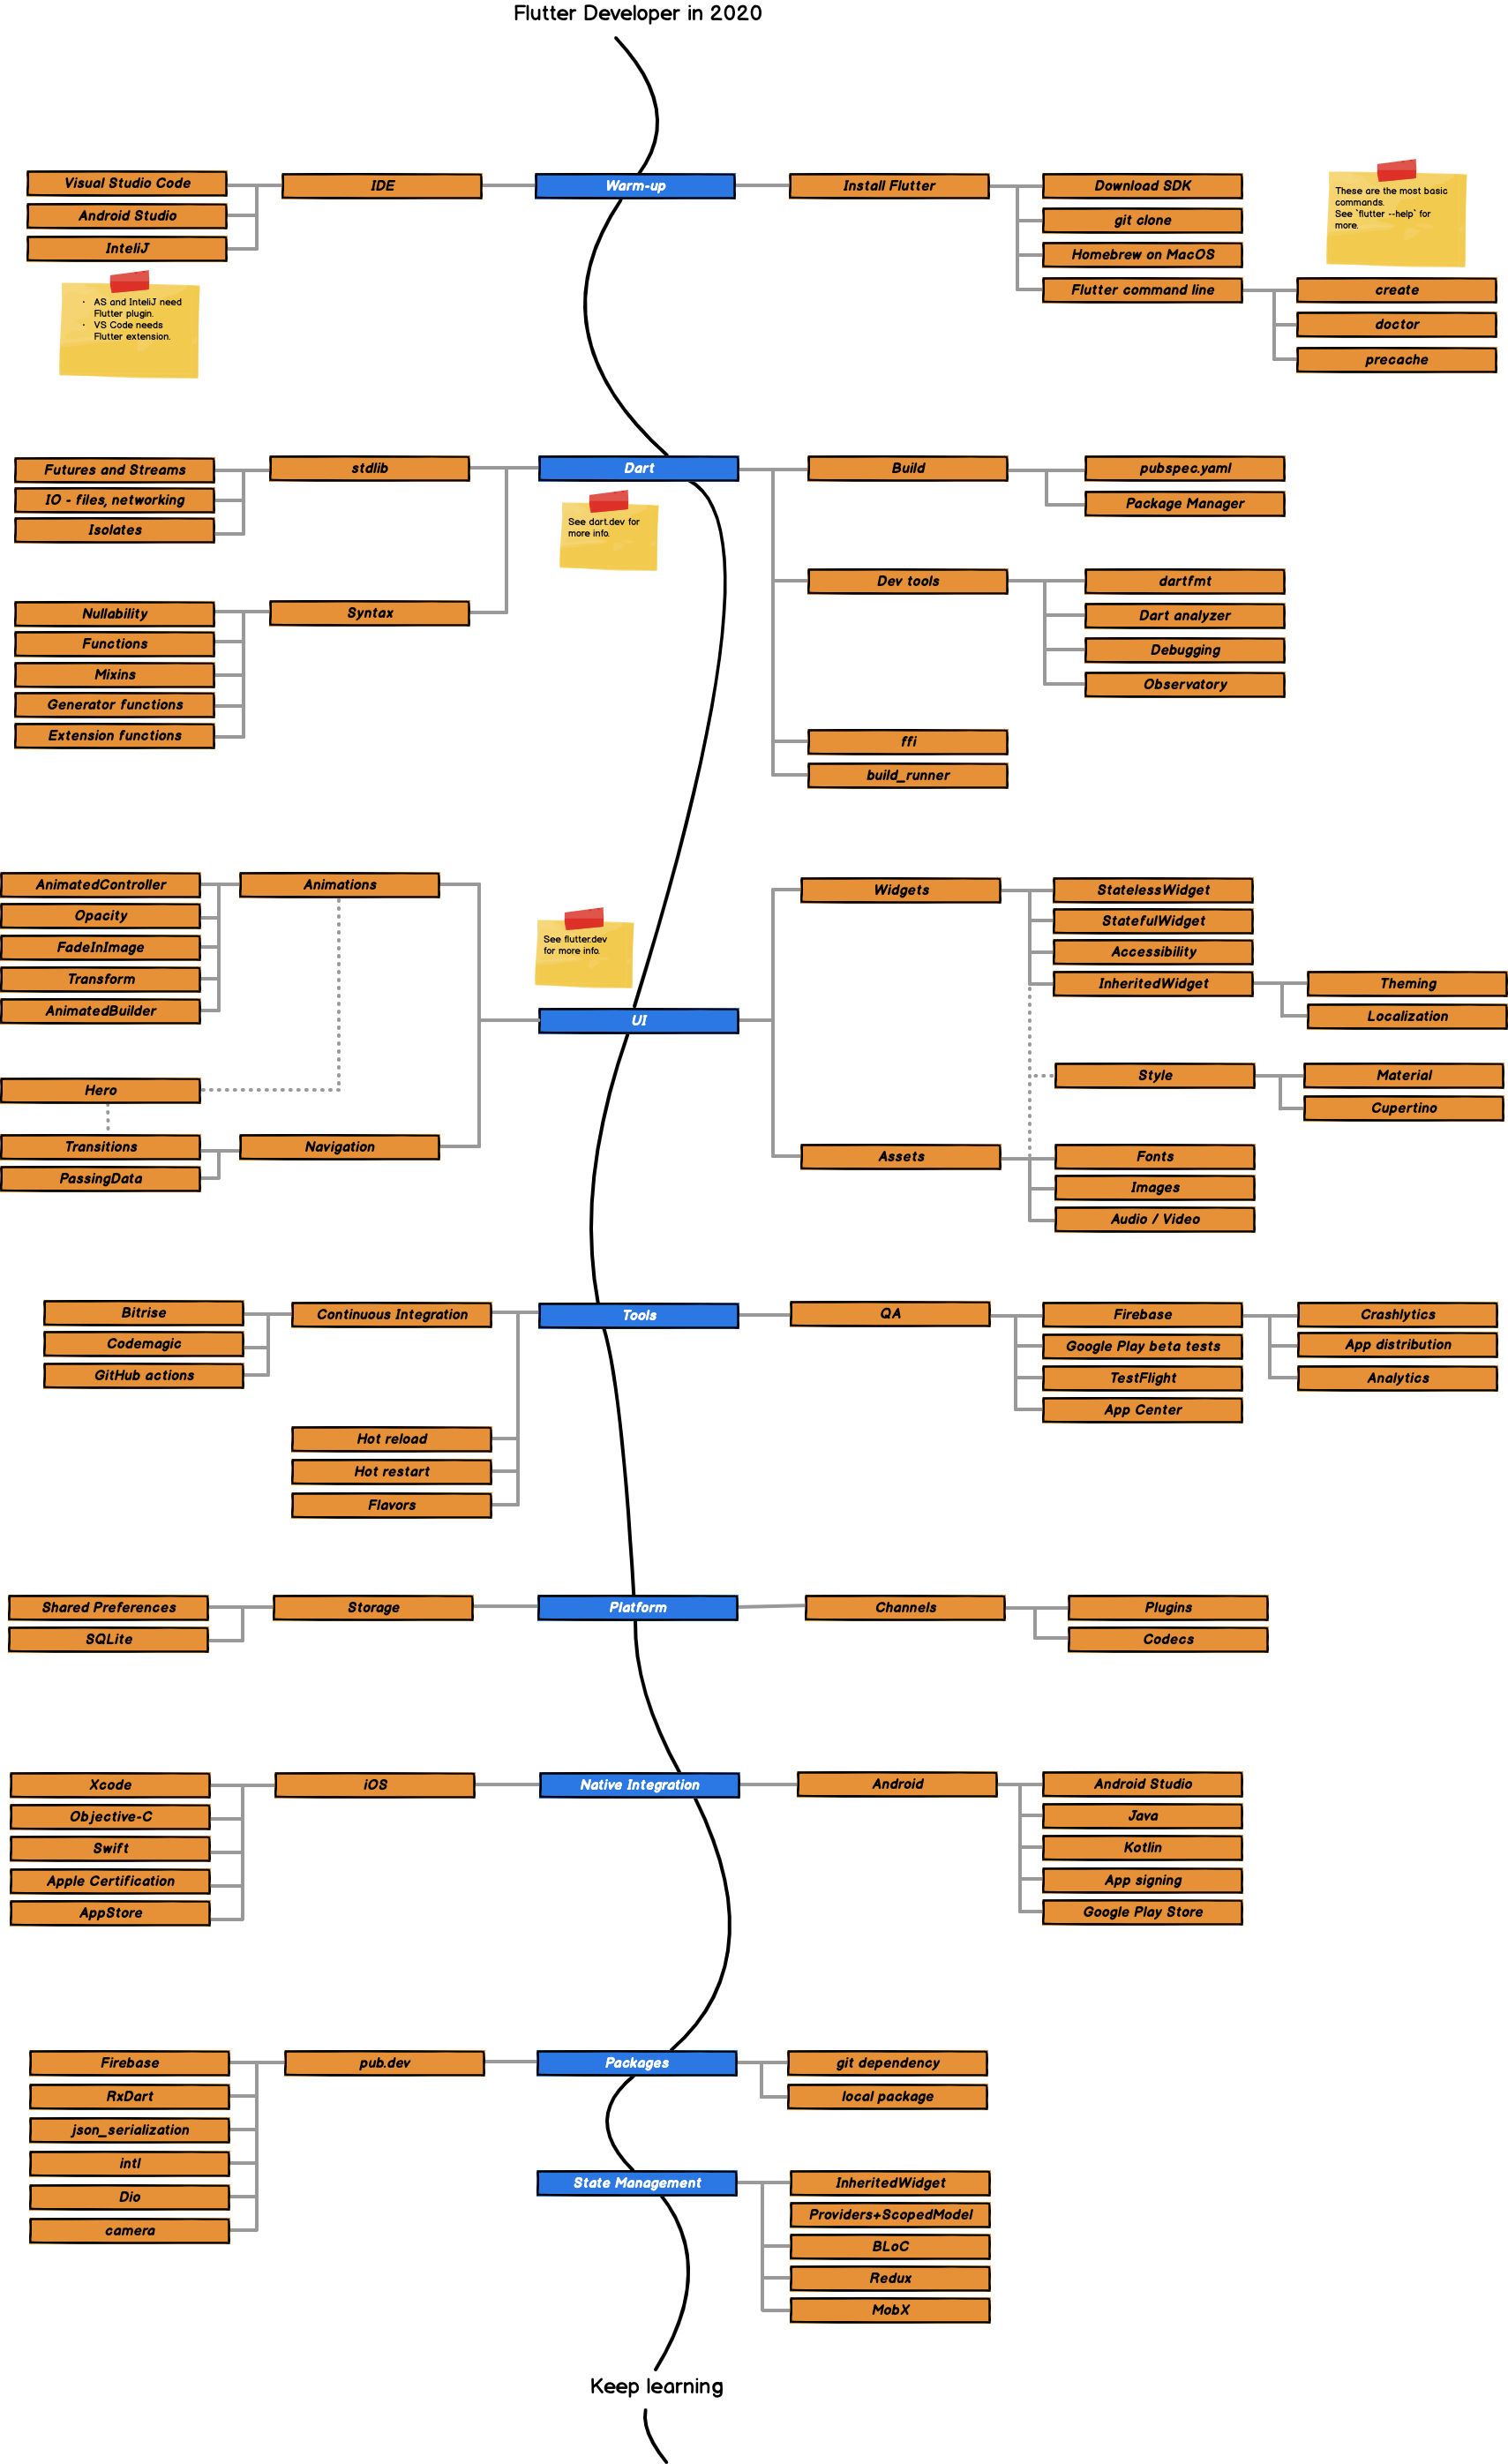 Flutter Developer in 2020
Visual Studio Code
Android Studio
InteliJ
IDE
Warm-up
Install Flutter
Download SDK
git clone
Homebrew on MacOS
Flutter command line
These are the most basic
commands.
See `flutter --help` for
more.
create
doctor
precache
· AS and InteliJ need
Flutter plugin.
· VS Code needs
Flutter extension.
Futures and Streams
IO - files, networking
Isolates
stdlib
Dart
See dart.dev for
more info.
Build
pubspec.yaml
Package Manager
Nullability
Functions
Mixins
Generator functions
Extension functions
Syntax
Dev tools
dartfmt
Dart analyzer
Debugging
Observatory
ffi
build_runner
AnimatedController
Opacity
FadeInImage
Transform
AnimatedBuilder
Animations
See flutter.dev
for more info.
UI
Widgets
StatelessWidget
StatefulWidget
Accessibility
InheritedWidget
Theming
Localization
Hero
Transitions
PassingData
Navigation
Style
Material
Cupertino
Assets
Fonts
Images
Audio / Video
Bitrise
Codemagic
GitHub actions
Continuous Integration
Tools
QA
Firebase
Google Play beta tests
TestFlight
App Center
Crashlytics
App distribution
Analytics
Hot reload
Hot restart
Flavors
Shared Preferences
SQLite
Storage
Platform
Channels
Plugins
Codecs
Xcode
Objective-C
Swift
Apple Certification
AppStore
iOS
Native Integration
Android
Android Studio
Java
Kotlin
App signing
Google Play Store
Firebase
RxDart
json_serialization
intl
Dio
camera
pub.dev
Packages
git dependency
local package
State Management
InheritedWidget
Providers+ScopedModel
BLoC
Redux
MobX
Keep learning